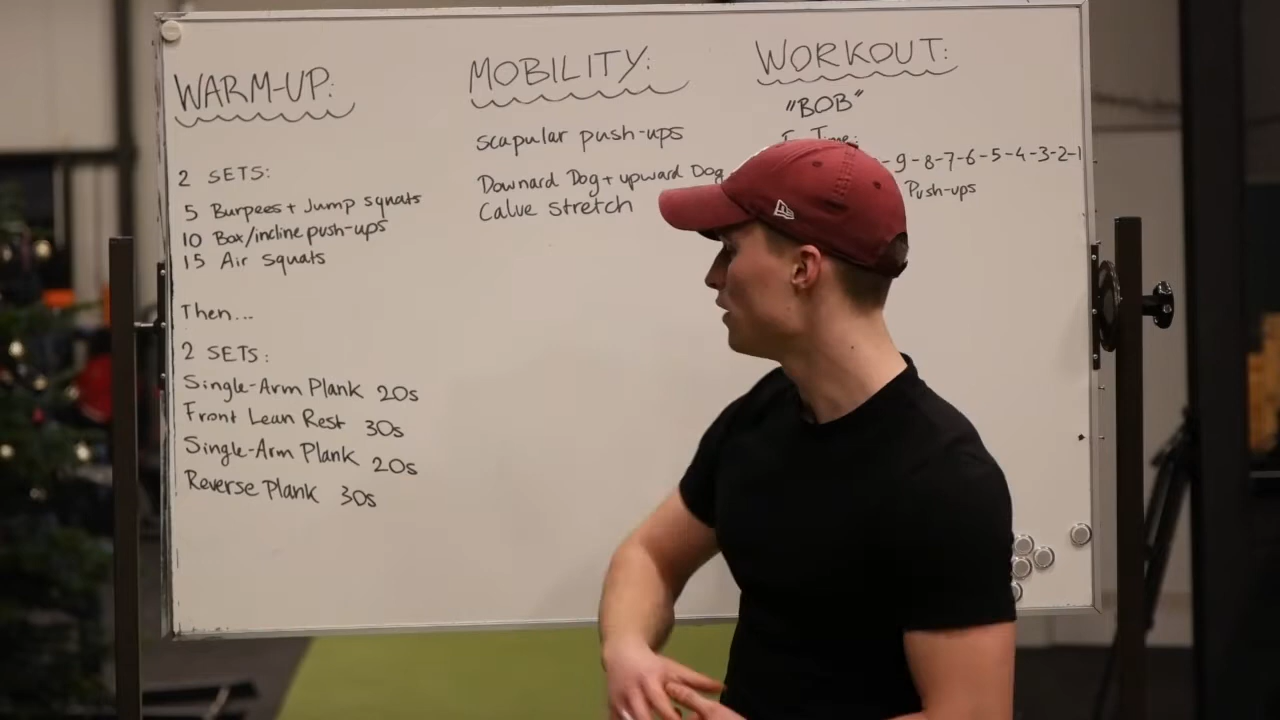 WARM-UP:
2 SETS:
5 Burpees + Jump squats
10 Box/incline push-ups
15 Air squats
Then...
2 SETS:
Single-Arm Plank 20s
Front Lean Rest 30s
Single-Arm Plank 20s
Reverse Plank 30s
MOBILITY:
scapular push-ups
Downard Dog + upward Dog
Calve stretch
WORKOUT:
"BOB"
Time:
-9-8-7-6-5-4-3-2-1
Push-ups